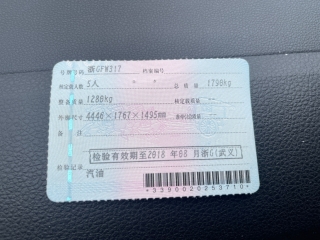 号牌号码 浙GFW317 档案编号
核定载人数 5人 总质量 1790kg
整备质量 1280kg 核定载质量 --
外廓尺寸 4446×1767×1495mm 准牵引总质量 --
备注
检验有效期至2018年08月浙G(武义)
检验记录
汽油
*3390020253710*